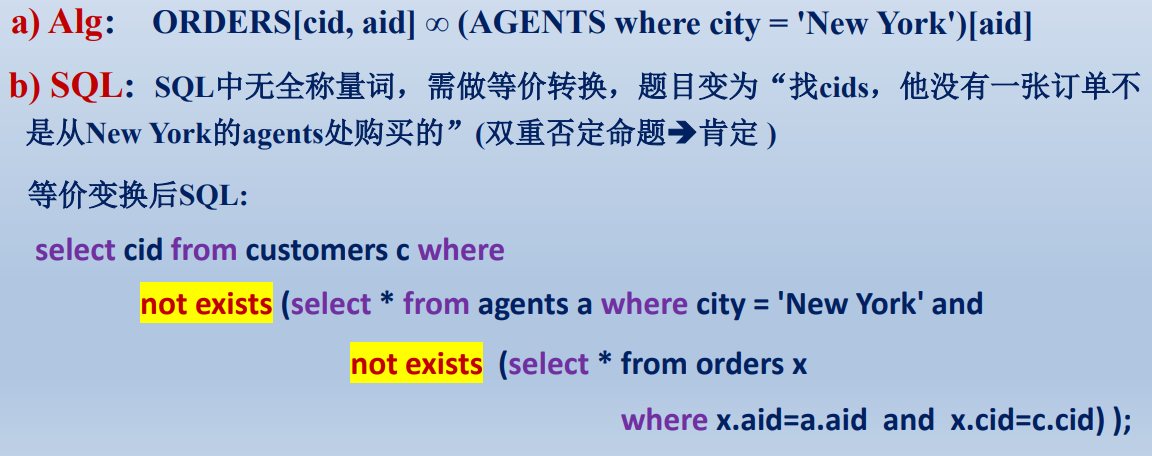 a) Alg: ORDERS[cid, aid] ∞ (AGENTS where city = 'New York')[aid]
b) SQL: SQL中无全称量词，需做等价转换，题目变为“找cids，他没有一张订单不
是从New York的agents处购买的”(双重否定命题➔肯定 )
等价变换后SQL:
select cid from customers c where
not exists (select * from agents a where city = 'New York' and
not exists (select * from orders x
where x.aid=a.aid and x.cid=c.cid) );